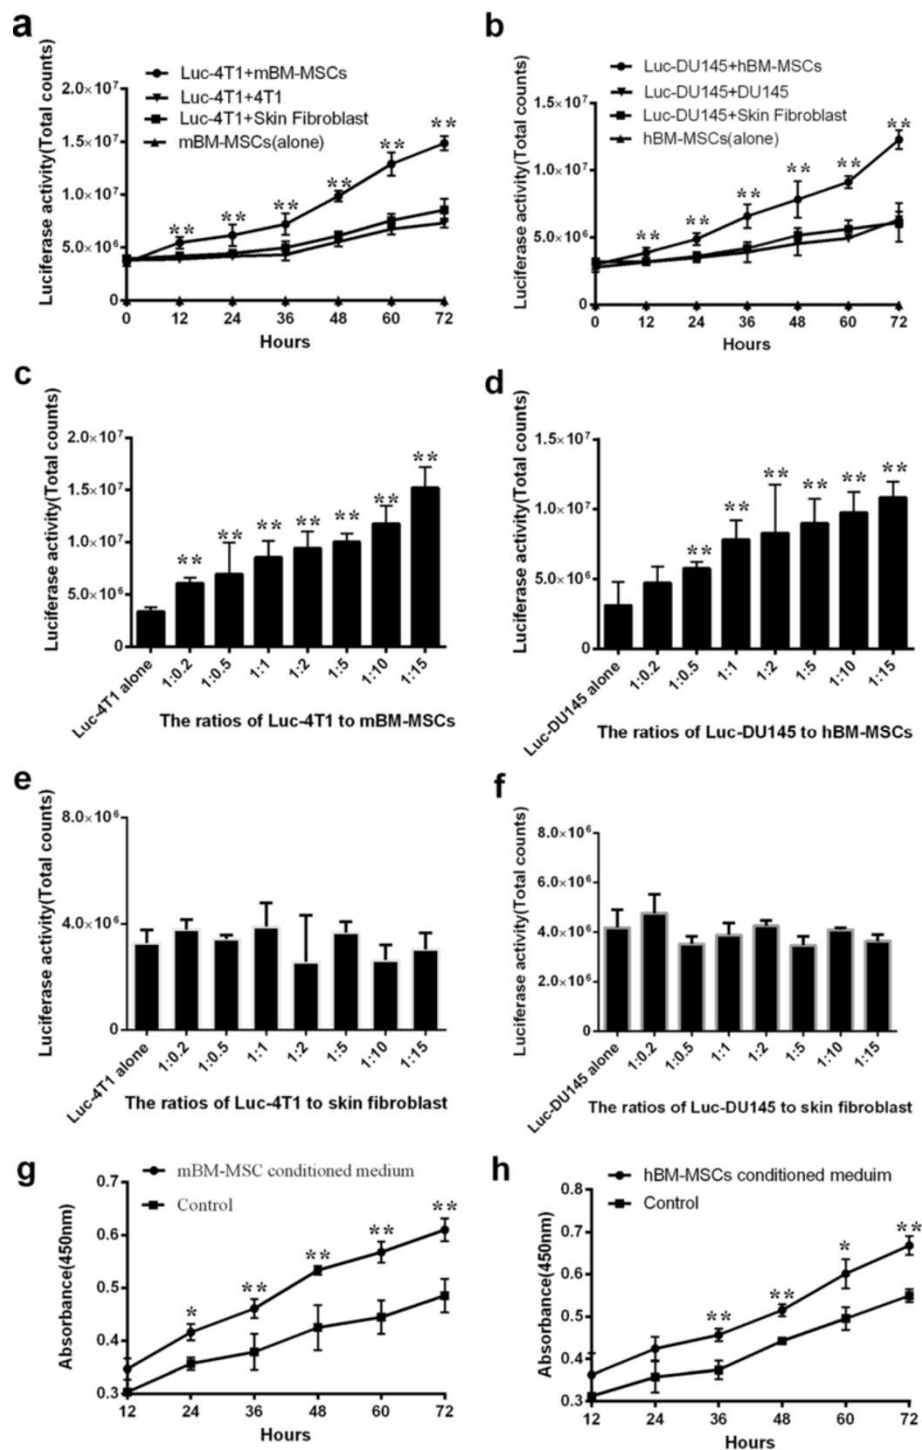 a
Luciferase activity(Total counts)
Luc-4T1+mBM-MSCs
Luc-4T1+4T1
Luc-4T1+Skin Fibroblast
mBM-MSCs(alone)
2.0×10⁷
1.5×10⁷
1.0×10⁷
5.0×10⁶
0
** ** ** ** ** **
0 12 24 36 48 60 72
Hours
b
Luciferase activity(Total counts)
Luc-DU145+hBM-MSCs
Luc-DU145+DU145
Luc-DU145+Skin Fibroblast
hBM-MSCs(alone)
1.5×10⁷
1.0×10⁷
5.0×10⁶
0
** ** ** ** ** **
0 12 24 36 48 60 72
Hours
c
Luciferase activity(Total counts)
2.0×10⁷
1.5×10⁷
1.0×10⁷
5.0×10⁶
0
** ** ** ** ** ** **
Luc-4T1 alone 1:0.2 1:0.5 1:1 1:2 1:5 1:10 1:15
The ratios of Luc-4T1 to mBM-MSCs
d
Luciferase activity(Total counts)
1.5×10⁷
1.0×10⁷
5.0×10⁶
0
** ** ** ** ** **
Luc-DU145 alone 1:0.2 1:0.5 1:1 1:2 1:5 1:10 1:15
The ratios of Luc-DU145 to hBM-MSCs
e
Luciferase activity(Total counts)
8.0×10⁶
4.0×10⁶
0
Luc-4T1 alone 1:0.2 1:0.5 1:1 1:2 1:5 1:10 1:15
The ratios of Luc-4T1 to skin fibroblast
f
Luciferase activity(Total counts)
8.0×10⁶
6.0×10⁶
4.0×10⁶
2.0×10⁶
0
Luc-DU145 alone 1:0.2 1:0.5 1:1 1:2 1:5 1:10 1:15
The ratios of Luc-DU145 to skin fibroblast
g
Absorbance(450nm)
mBM-MSC conditioned medium
Control
0.7
0.6
0.5
0.4
0.3
* ** ** ** **
12 24 36 48 60 72
Hours
h
Absorbance(450nm)
hBM-MSCs conditioned meduim
Control
0.8
0.7
0.6
0.5
0.4
0.3
** ** * **
12 24 36 48 60 72
Hours